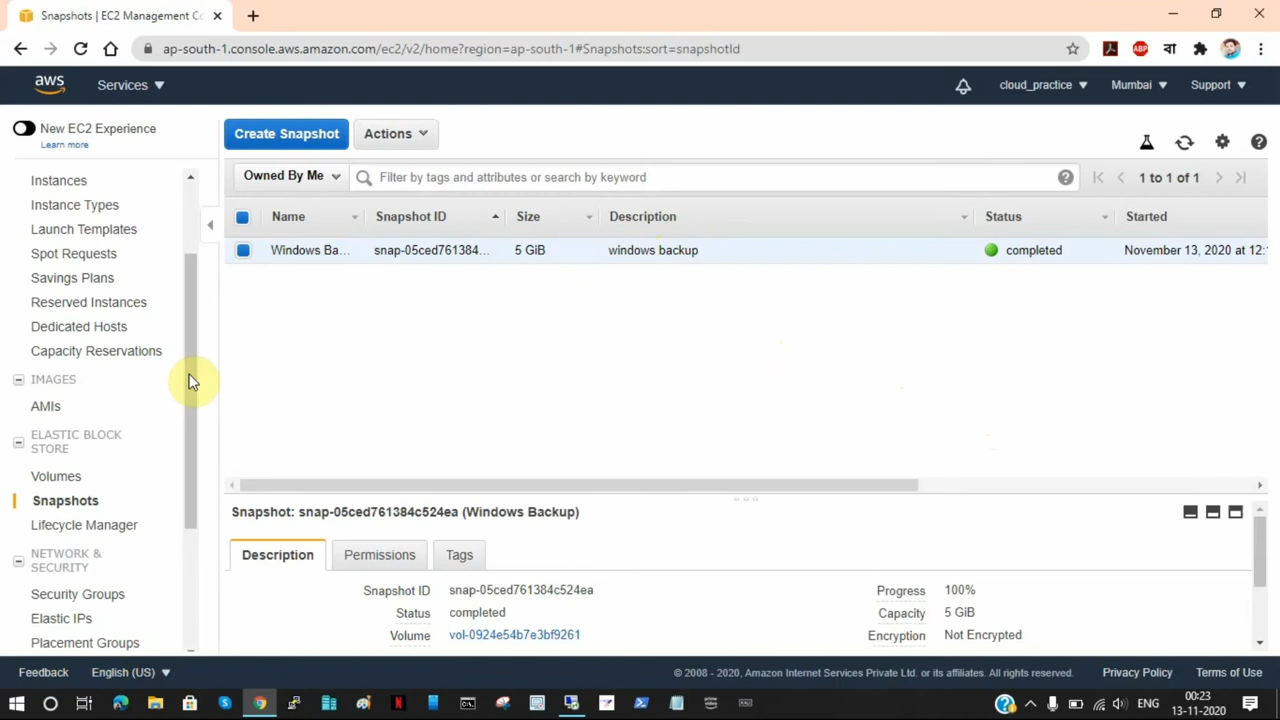 Snapshots | EC2 Management Co
ap-south-1.console.aws.amazon.com/ec2/v2/home?region=ap-south-1#Snapshots:sort=snapshotId
ABP
বা
aws
Services
cloud_practice
Mumbai
Support
New EC2 Experience
Learn more
Instances
Instance Types
Launch Templates
Spot Requests
Savings Plans
Reserved Instances
Dedicated Hosts
Capacity Reservations
IMAGES
AMIs
ELASTIC BLOCK
STORE
Volumes
Snapshots
Lifecycle Manager
NETWORK &
SECURITY
Security Groups
Elastic IPs
Placement Groups
Create Snapshot
Actions
Owned By Me
Filter by tags and attributes or search by keyword
1 to 1 of 1
Name Snapshot ID Size Description Status Started
Windows Ba... snap-05ced761384... 5 GiB windows backup completed November 13, 2020 at 12:
Snapshot: snap-05ced761384c524ea (Windows Backup)
Description Permissions Tags
Snapshot ID snap-05ced761384c524ea Progress 100%
Status completed Capacity 5 GiB
Volume vol-0924e54b7e3bf9261 Encryption Not Encrypted
Feedback
English (US)
© 2008 - 2020, Amazon Internet Services Private Ltd. or its affiliates. All rights reserved.
Privacy Policy
Terms of Use
ENG
00:23
13-11-2020